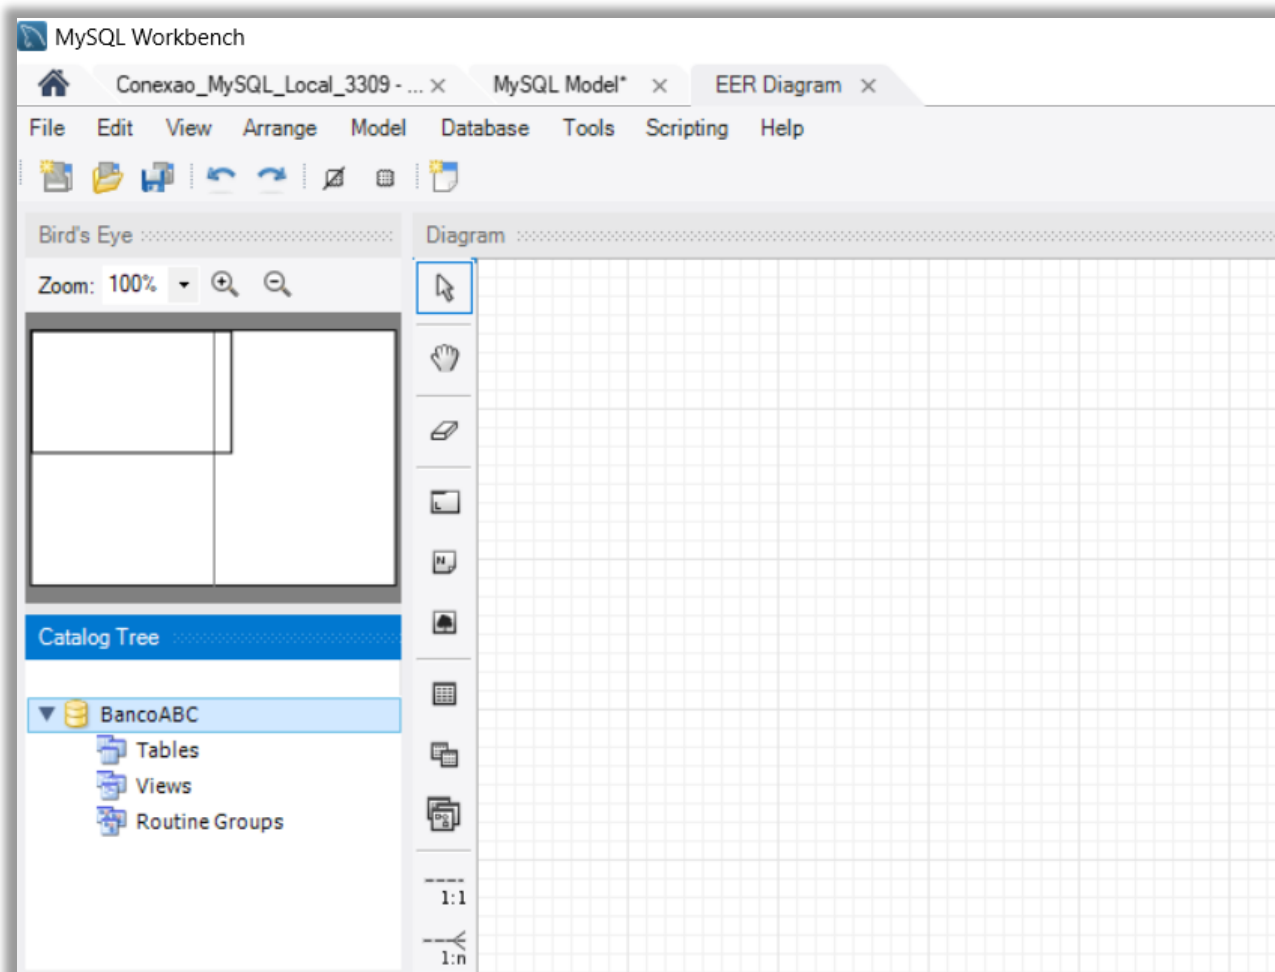 MySQL Workbench
Conexao_MySQL_Local_3309 - ... × MySQL Model* × EER Diagram ×
File Edit View Arrange Model Database Tools Scripting Help
Bird's Eye
Diagram
Zoom: 100%
Catalog Tree
BancoABC
Tables
Views
Routine Groups
L
N
1:1
1:n